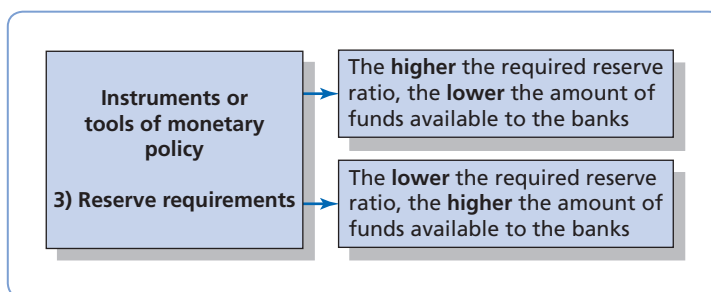 Instruments or
tools of monetary
policy
3) Reserve requirements
The higher the required reserve
ratio, the lower the amount of
funds available to the banks
The lower the required reserve
ratio, the higher the amount of
funds available to the banks